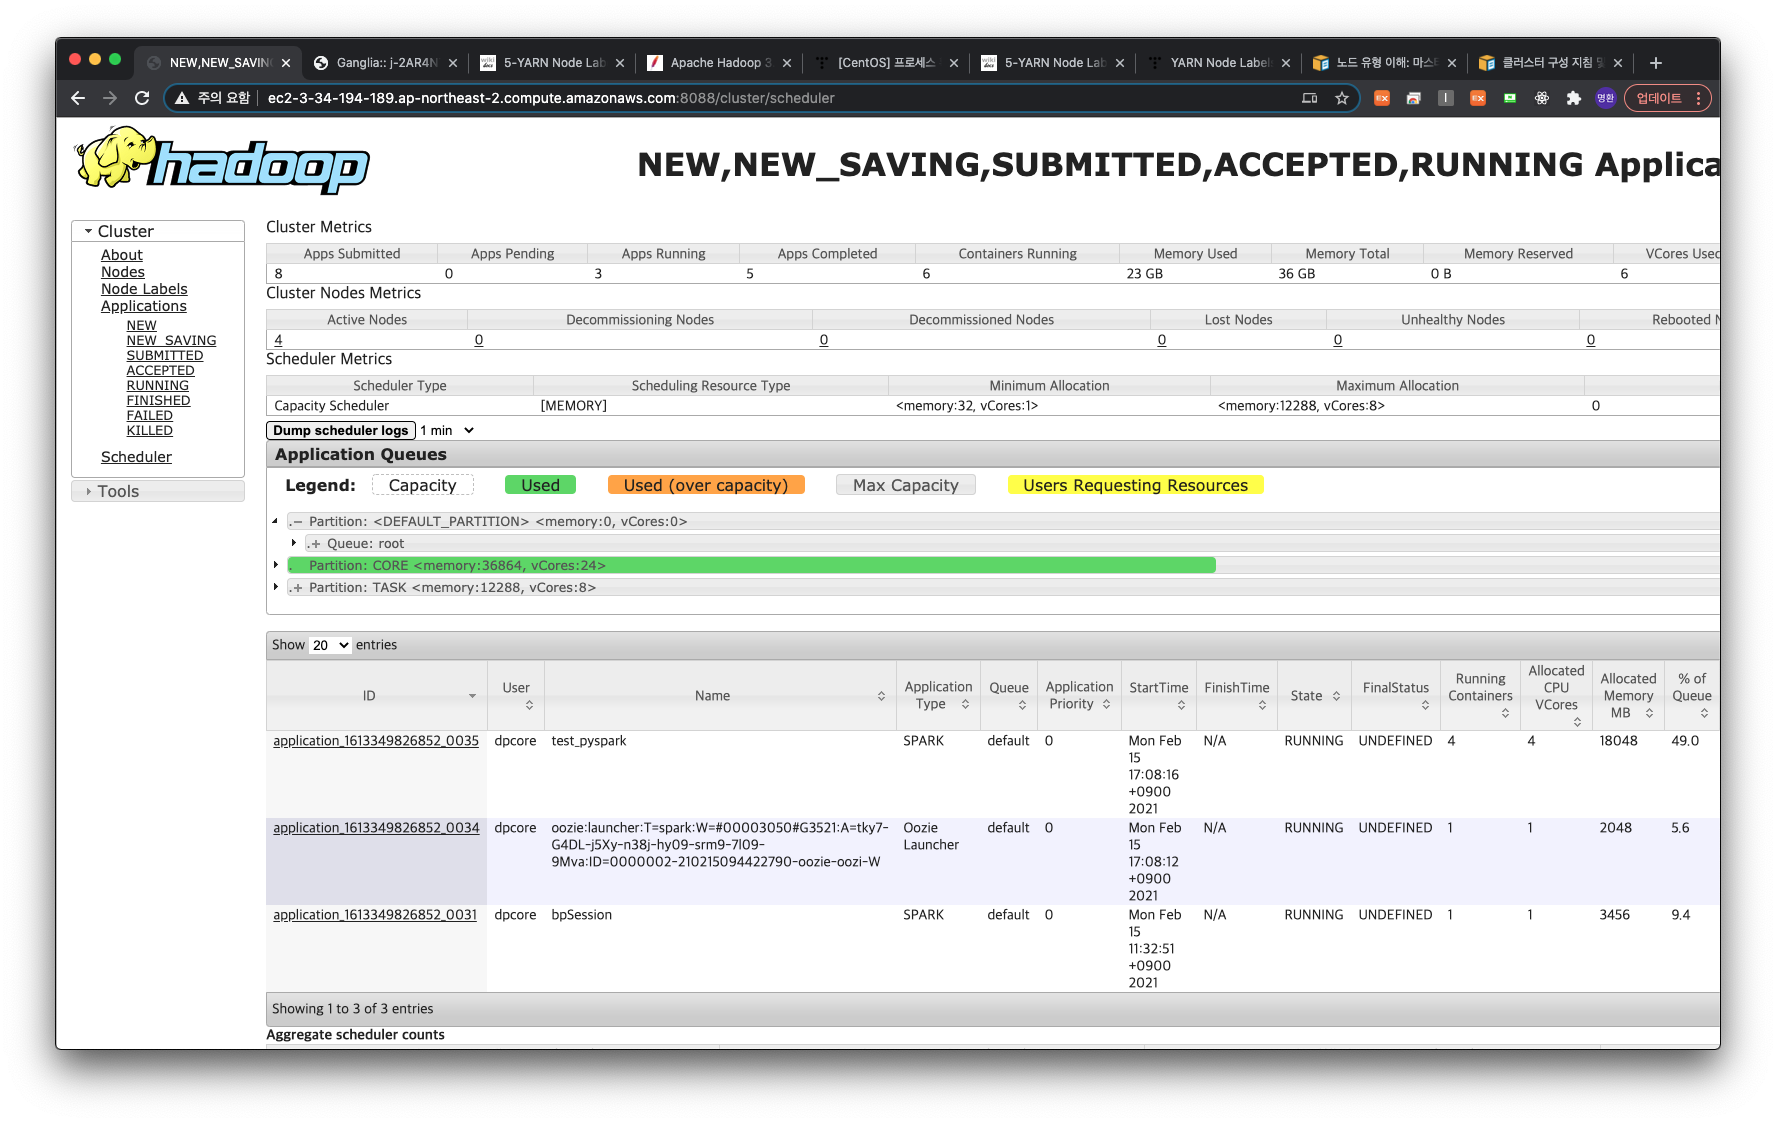 NEW,NEW_SAVIN
Ganglia:: j-2AR4N
5-YARN Node Lab
Apache Hadoop 3.
[CentOS] 프로세스
5-YARN Node Lab
YARN Node Label
노드 유형 이해: 마스터
클러스터 구성 지침 및
주의 요함 | ec2-3-34-194-189.ap-northeast-2.compute.amazonaws.com:8088/cluster/scheduler
명환
업데이트
hadoop
NEW,NEW_SAVING,SUBMITTED,ACCEPTED,RUNNING Applica
Cluster
About
Nodes
Node Labels
Applications
NEW
NEW_SAVING
SUBMITTED
ACCEPTED
RUNNING
FINISHED
FAILED
KILLED
Scheduler
Tools
Cluster Metrics
Apps Submitted Apps Pending Apps Running Apps Completed Containers Running Memory Used Memory Total Memory Reserved VCores Used
8 0 3 5 6 23 GB 36 GB 0 B 6
Cluster Nodes Metrics
Active Nodes Decommissioning Nodes Decommissioned Nodes Lost Nodes Unhealthy Nodes Rebooted N
4 0 0 0 0 0
Scheduler Metrics
Scheduler Type Scheduling Resource Type Minimum Allocation Maximum Allocation
Capacity Scheduler [MEMORY] <memory:32, vCores:1> <memory:12288, vCores:8> 0
Dump scheduler logs 1 min
Application Queues
Legend: Capacity Used Used (over capacity) Max Capacity Users Requesting Resources
.− Partition: <DEFAULT_PARTITION> <memory:0, vCores:0>
.+ Queue: root
. Partition: CORE <memory:36864, vCores:24>
.+ Partition: TASK <memory:12288, vCores:8>
Show 20 entries
ID User Name Application Type Queue Application Priority StartTime FinishTime State FinalStatus Running Containers Allocated CPU VCores Allocated Memory MB % of Queue
application_1613349826852_0035 dpcore test_pyspark SPARK default 0 Mon Feb 15 17:08:16 +0900 2021 N/A RUNNING UNDEFINED 4 4 18048 49.0
application_1613349826852_0034 dpcore oozie:launcher:T=spark:W=#00003050#G3521:A=tky7-G4DL-j5Xy-n38j-hy09-srm9-7l09-9Mva:ID=0000002-210215094422790-oozie-oozi-W Oozie Launcher default 0 Mon Feb 15 17:08:12 +0900 2021 N/A RUNNING UNDEFINED 1 1 2048 5.6
application_1613349826852_0031 dpcore bpSession SPARK default 0 Mon Feb 15 11:32:51 +0900 2021 N/A RUNNING UNDEFINED 1 1 3456 9.4
Showing 1 to 3 of 3 entries
Aggregate scheduler counts